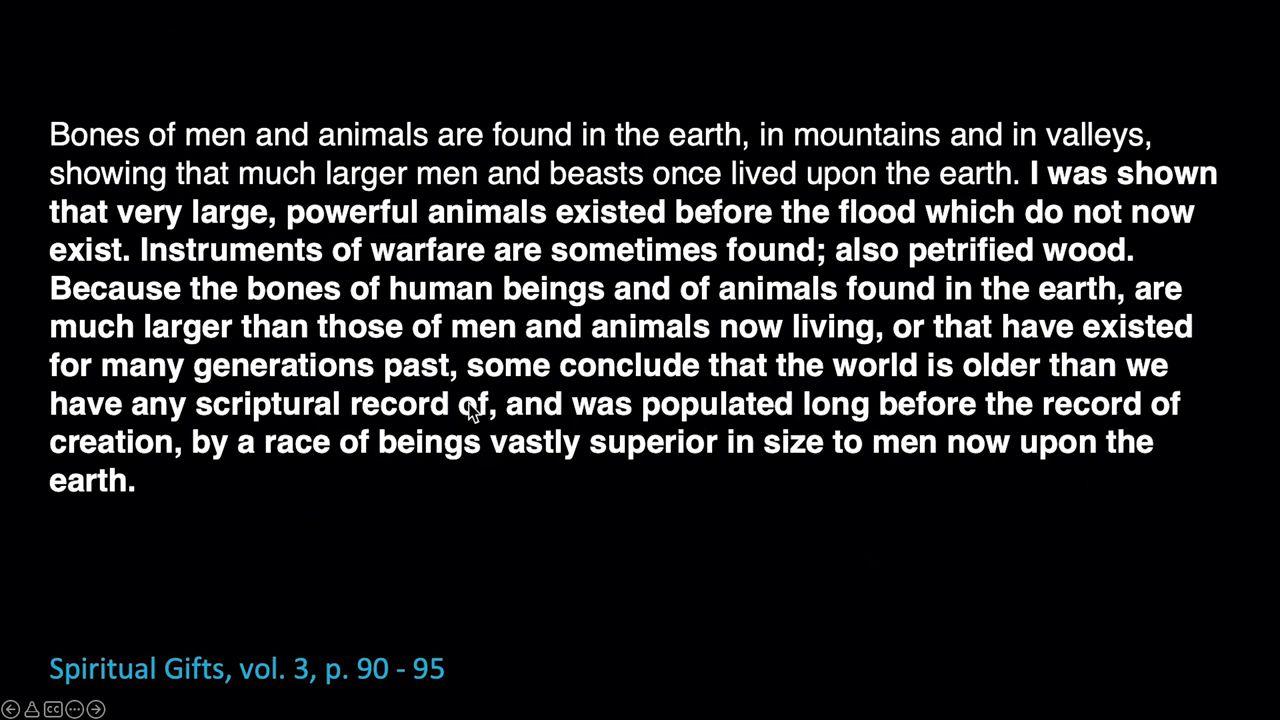 Bones of men and animals are found in the earth, in mountains and in valleys,
showing that much larger men and beasts once lived upon the earth. I was shown
that very large, powerful animals existed before the flood which do not now
exist. Instruments of warfare are sometimes found; also petrified wood.
Because the bones of human beings and of animals found in the earth, are
much larger than those of men and animals now living, or that have existed
for many generations past, some conclude that the world is older than we
have any scriptural record of, and was populated long before the record of
creation, by a race of beings vastly superior in size to men now upon the
earth.
Spiritual Gifts, vol. 3, p. 90 - 95
CC